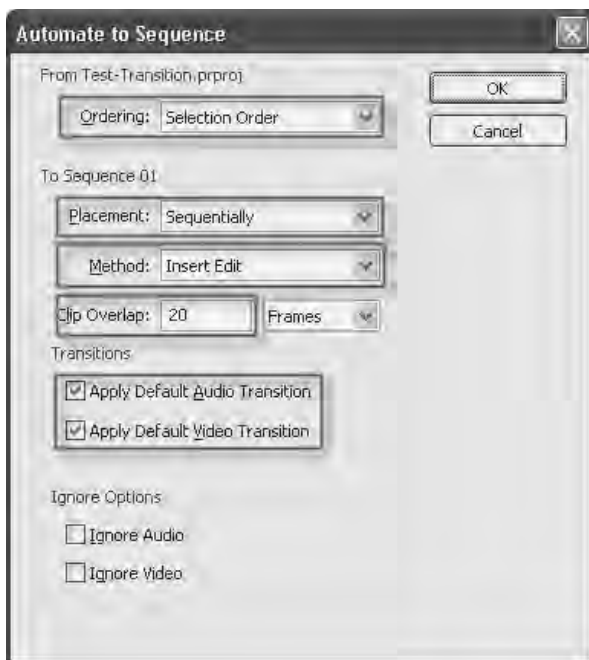 Automate to Sequence
From Test-Transition.prproj
Ordering: Selection Order
OK
Cancel
To Sequence 01
Placement: Sequentially
Method: Insert Edit
Clip Overlap: 20 Frames
Transitions
Apply Default Audio Transition
Apply Default Video Transition
Ignore Options
Ignore Audio
Ignore Video